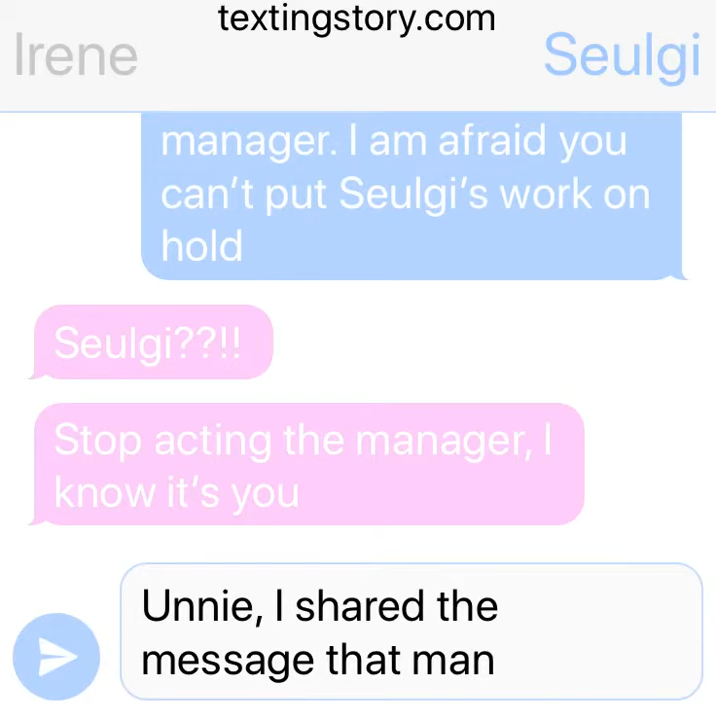 textingstory.com
Irene
Seulgi
manager. I am afraid you
can’t put Seulgi’s work on
hold
Seulgi??!!
Stop acting the manager, I
know it’s you
Unnie, I shared the
message that man